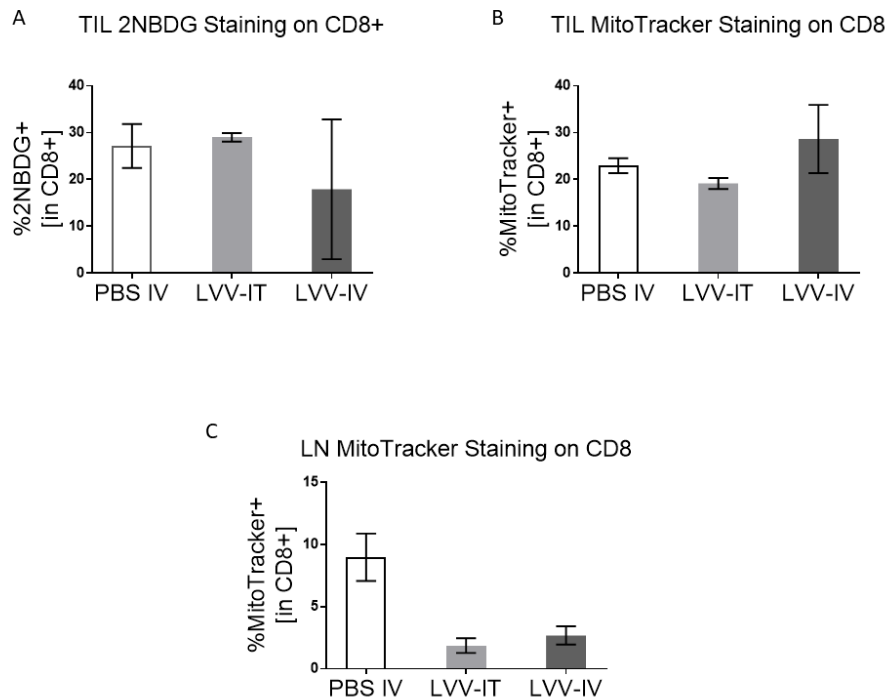 A
TIL 2NBDG Staining on CD8+
%2NBDG+
[in CD8+]
40
30
20
10
0
PBS IV LVV-IT LVV-IV
B
TIL MitoTracker Staining on CD8
%MitoTracker+
[in CD8+]
40
30
20
10
0
PBS IV LVV-IT LVV-IV
C
LN MitoTracker Staining on CD8
%MitoTracker+
[in CD8+]
15
10
5
0
PBS IV LVV-IT LVV-IV